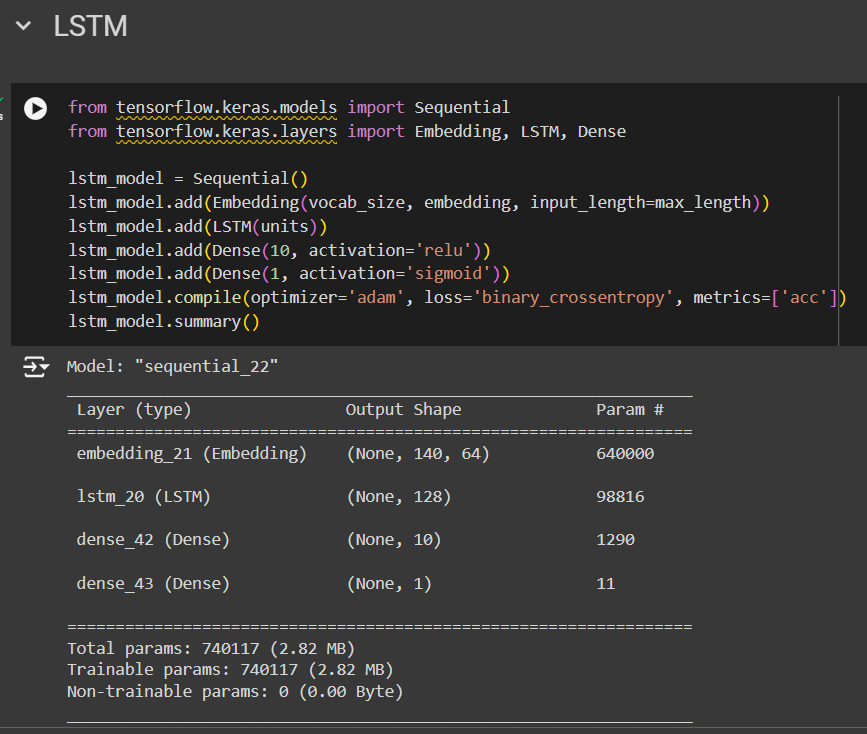 LSTM
from tensorflow.keras.models import Sequential
from tensorflow.keras.layers import Embedding, LSTM, Dense
lstm_model = Sequential()
lstm_model.add(Embedding(vocab_size, embedding, input_length=max_length))
lstm_model.add(LSTM(units))
lstm_model.add(Dense(10, activation='relu'))
lstm_model.add(Dense(1, activation='sigmoid'))
lstm_model.compile(optimizer='adam', loss='binary_crossentropy', metrics=['acc'])
lstm_model.summary()
Model: "sequential_22"
Layer (type) Output Shape Param #
=================================================================
embedding_21 (Embedding) (None, 140, 64) 640000
lstm_20 (LSTM) (None, 128) 98816
dense_42 (Dense) (None, 10) 1290
dense_43 (Dense) (None, 1) 11
=================================================================
Total params: 740117 (2.82 MB)
Trainable params: 740117 (2.82 MB)
Non-trainable params: 0 (0.00 Byte)